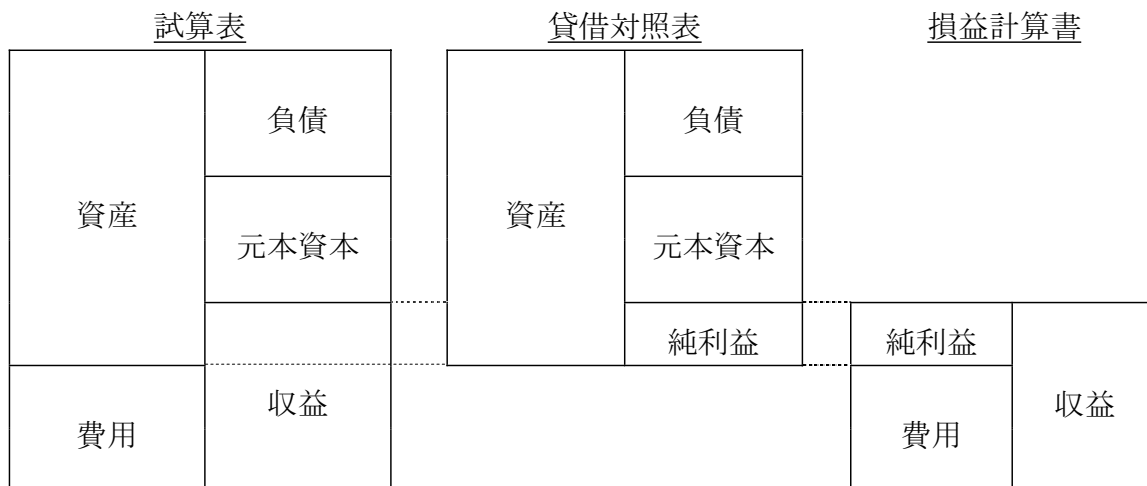 試算表
貸借対照表
損益計算書
資産
負債
元本資本
費用
収益
資産
負債
元本資本
純利益
純利益
費用
収益